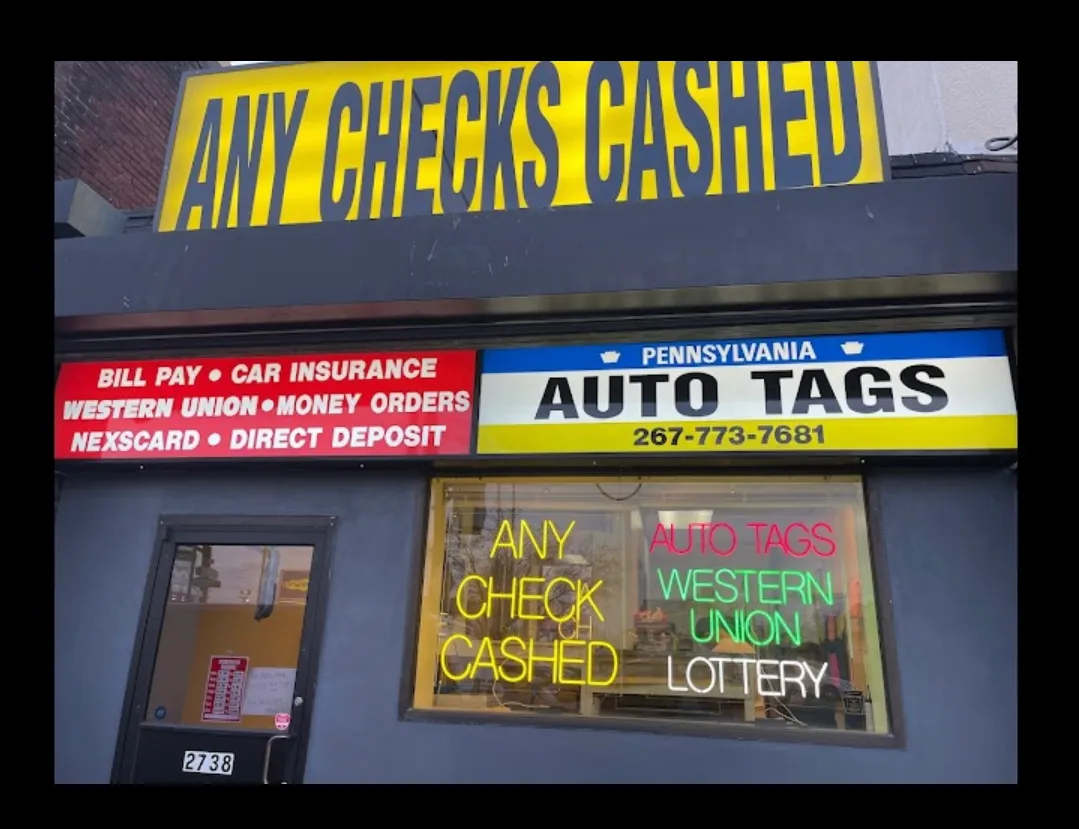 ANY CHECKS CASHED
BILL PAY • CAR INSURANCE
WESTERN UNION • MONEY ORDERS
NEXSCARD • DIRECT DEPOSIT
PENNSYLVANIA
AUTO TAGS
267-773-7681
ANY
CHECK
CASHED
AUTO TAGS
WESTERN
UNION
LOTTERY
2738